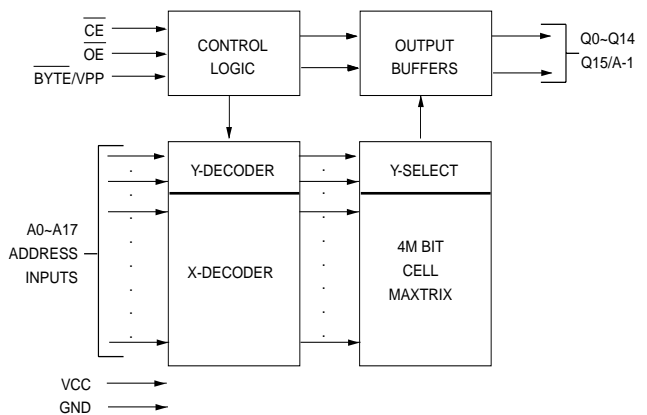 CE
OE
BYTE/VPP
CONTROL
LOGIC
OUTPUT
BUFFERS
Q0~Q14
Q15/A-1
Y-DECODER
Y-SELECT
A0~A17
ADDRESS
INPUTS
X-DECODER
4M BIT
CELL
MAXTRIX
VCC
GND